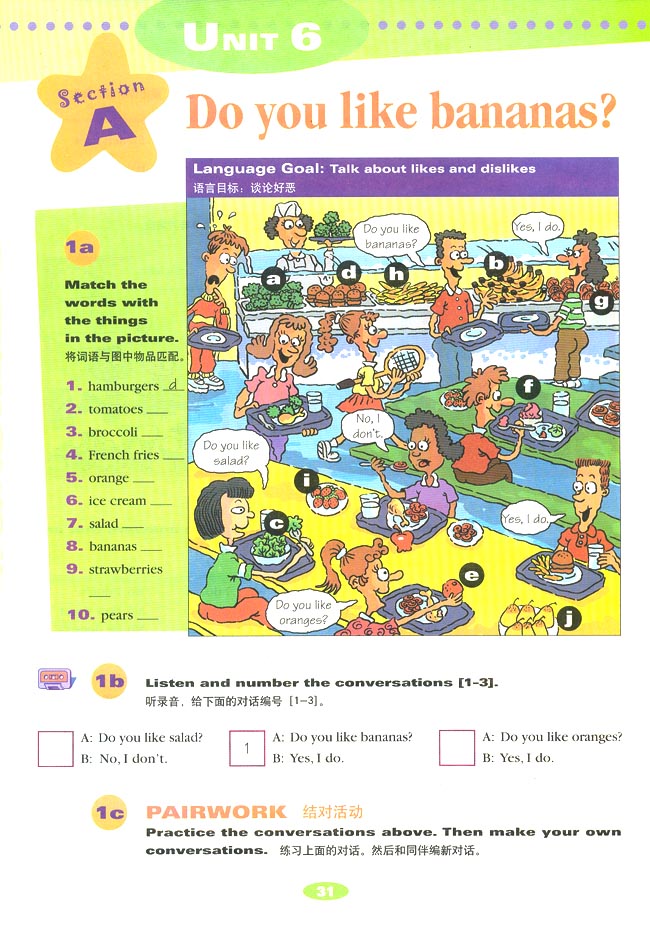 UNIT 6
Section
A
Do you like bananas?
Language Goal: Talk about likes and dislikes
语言目标：谈论好恶
1a
Match the
words with
the things
in the picture.
将词语与图中物品匹配。
1. hamburgers d
2. tomatoes ___
3. broccoli ___
4. French fries ___
5. orange ___
6. ice cream ___
7. salad ___
8. bananas ___
9. strawberries
___
10. pears ___
Do you like
bananas?
Yes, I do.
a
d
h
b
g
f
No, I
don't.
Do you like
salad?
i
c
Yes, I do.
e
Do you like
oranges?
j
1b
Listen and number the conversations [1–3].
听录音，给下面的对话编号［1—3］。
A: Do you like salad?
B: No, I don't.
1
A: Do you like bananas?
B: Yes, I do.
A: Do you like oranges?
B: Yes, I do.
1c
PAIRWORK 结对活动
Practice the conversations above. Then make your own
conversations. 练习上面的对话。然后和同伴编新对话。
31